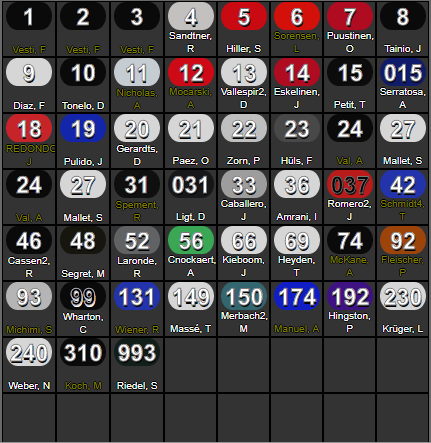 1 2 3 4 5 6 7 8
Vesti, F Vesti, F Vesti, F Sandtner, R Hiller, S Sorensen, L Puustinen, O Tainio, J
9 10 11 12 13 14 15 015
Diaz, F Tonelo, D Nicholas, A Mocarski, A Vallespir2, D Eskelinen, J Petit, T Serratosa, A
18 19 20 21 22 23 24 27
REDONDO J Pulido, J Gerardts, D Paez, O Zorn, P Hüls, F Val, A Mallet, S
24 27 31 031 33 36 037 42
Val, A Mallet, S Spement, R Ligt, D Caballero, J Amrani, I Romero2, J Schmidt4, T
46 48 52 56 66 69 74 92
Cassen2, R Segret, M Laronde, R Cnockaert, A Kieboom, J Heyden, T McKane, A Fleischer, P
93 99 131 149 150 174 192 230
Michimi, S Wharton, C Wiener, R Massé, T Merbach2, M Manuel, A Hingston, P Krüger, L
240 310 993
Weber, N Koch, M Riedel, S